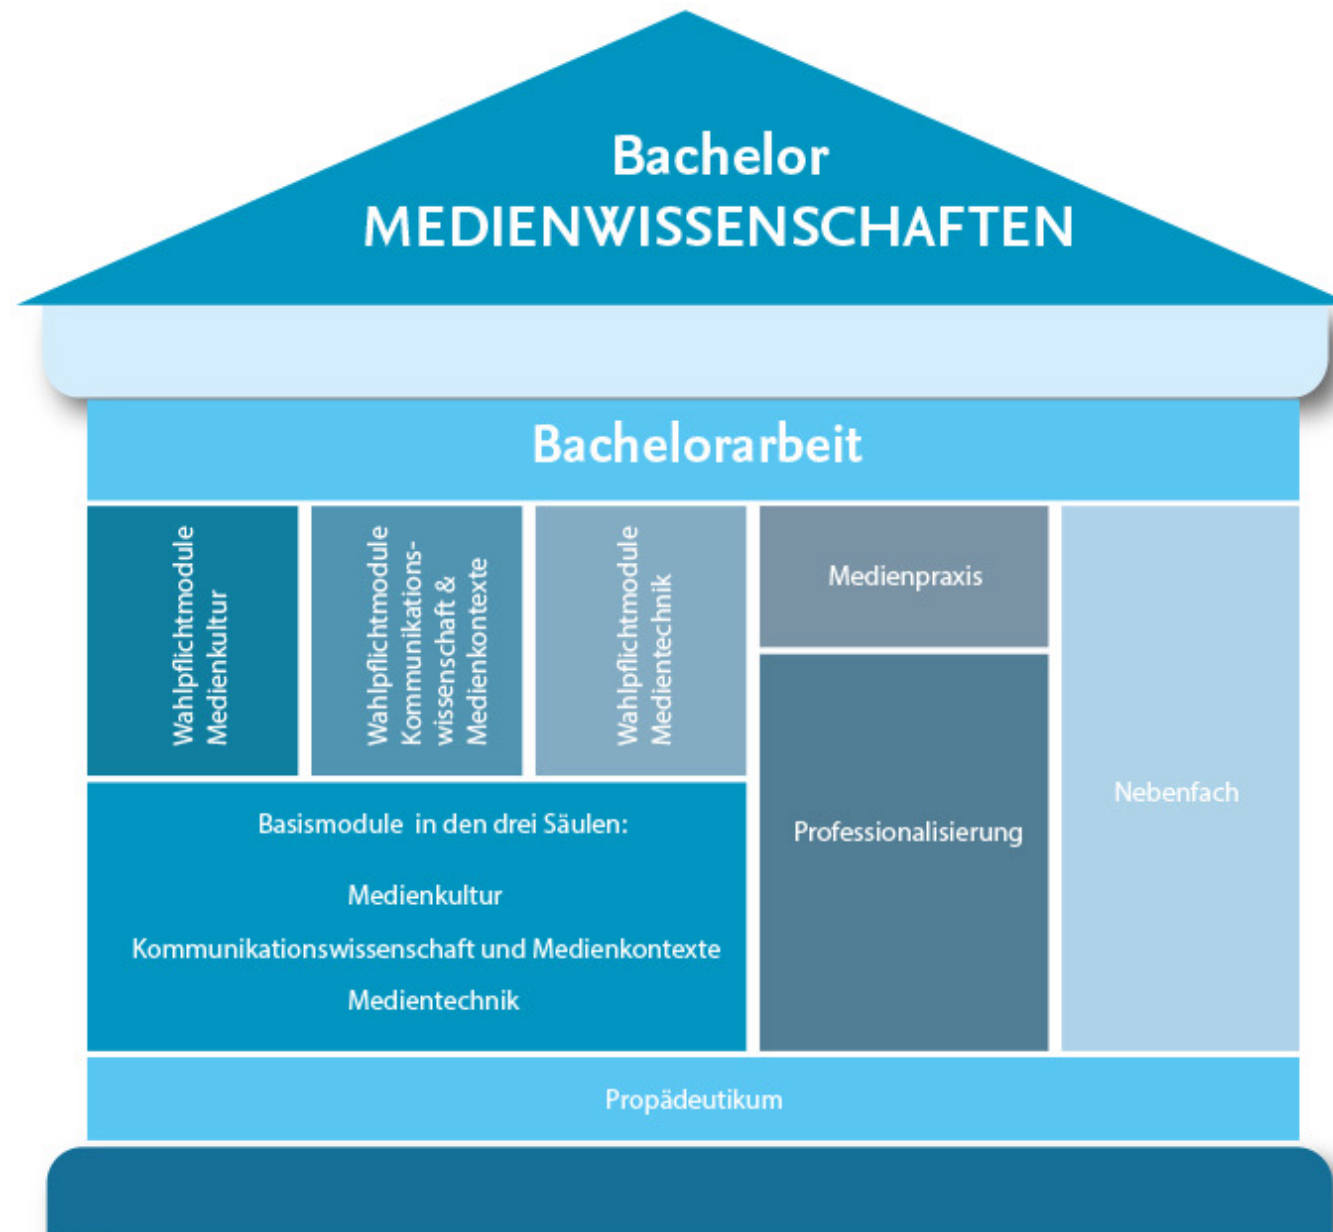 Bachelor
MEDIENWISSENSCHAFTEN
Bachelorarbeit
Wahlpflichtmodule
Medienkultur
Wahlpflichtmodule
Kommunikations-
wissenschaft &
Medienkontexte
Wahlpflichtmodule
Medientechnik
Medienpraxis
Professionalisierung
Nebenfach
Basismodule in den drei Säulen:
Medienkultur
Kommunikationswissenschaft und Medienkontexte
Medientechnik
Propädeutikum